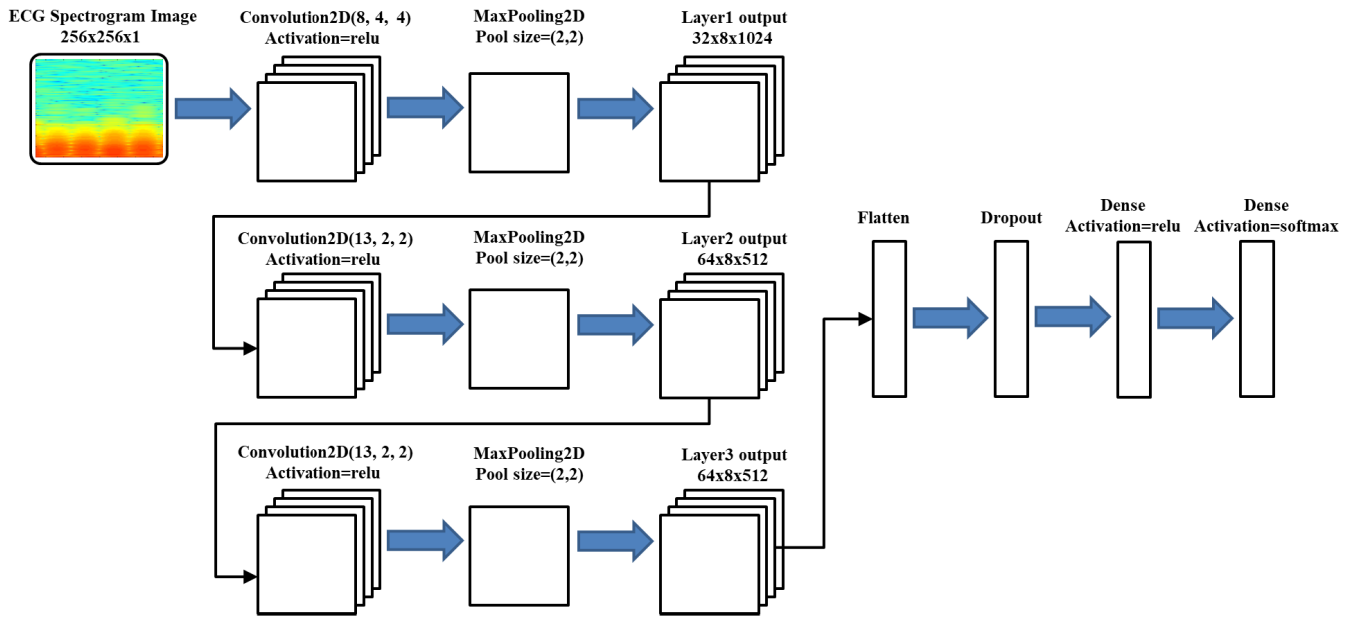 ECG Spectrogram Image
256x256x1
Convolution2D(8, 4, 4)
Activation=relu
MaxPooling2D
Pool size=(2,2)
Layer1 output
32x8x1024
Convolution2D(13, 2, 2)
Activation=relu
MaxPooling2D
Pool size=(2,2)
Layer2 output
64x8x512
Convolution2D(13, 2, 2)
Activation=relu
MaxPooling2D
Pool size=(2,2)
Layer3 output
64x8x512
Flatten
Dropout
Dense
Activation=relu
Dense
Activation=softmax